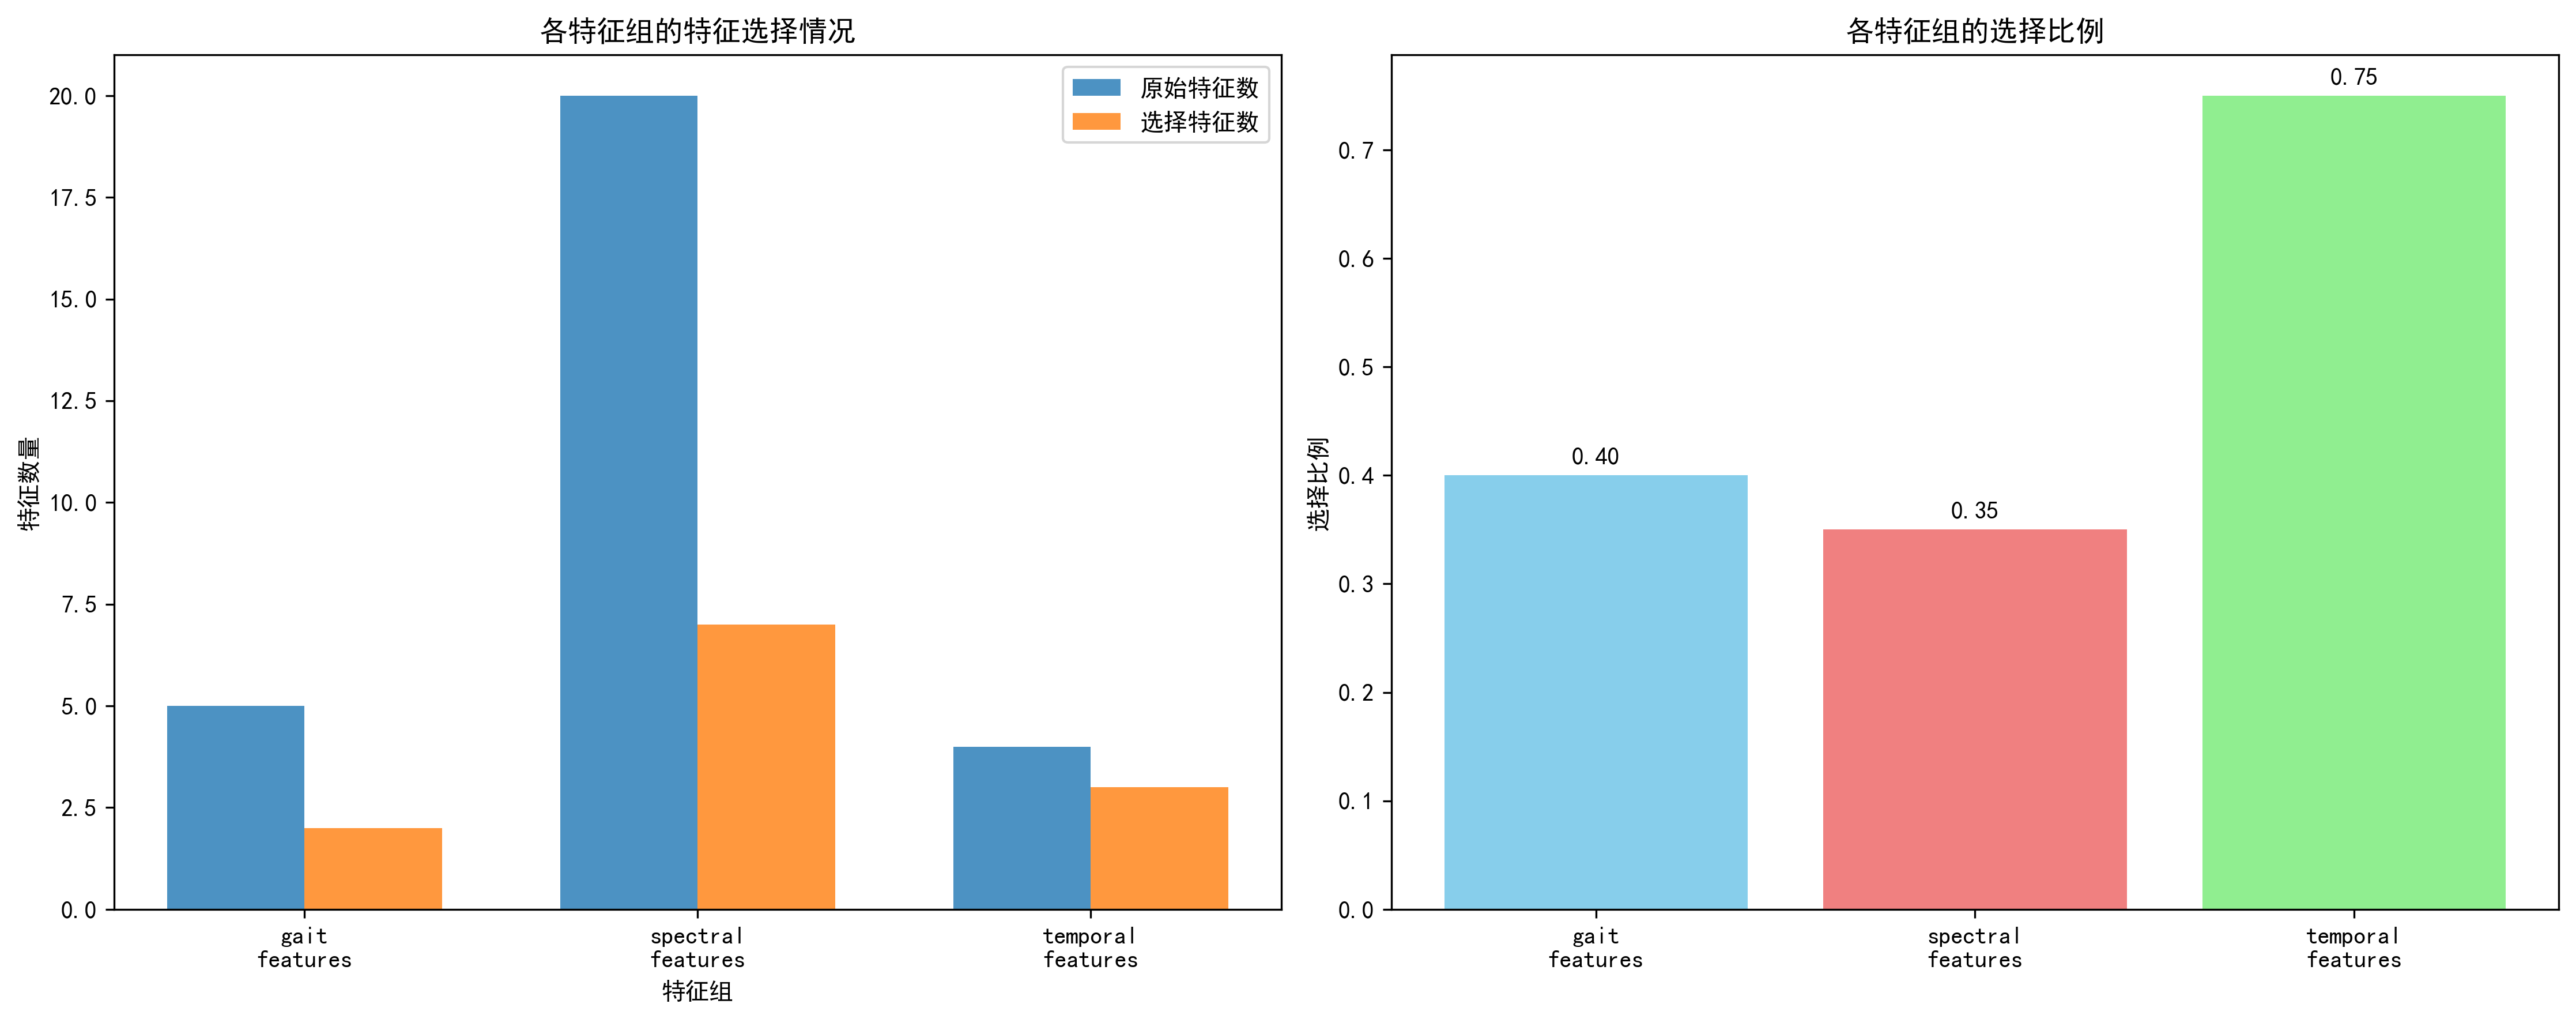 各特征组的特征选择情况
原始特征数
选择特征数
特征数量
20.0
17.5
15.0
12.5
10.0
7.5
5.0
2.5
0.0
gait
features
spectral
features
temporal
features
特征组
各特征组的选择比例
选择比例
0.7
0.6
0.5
0.4
0.3
0.2
0.1
0.0
0.40
0.35
0.75
gait
features
spectral
features
temporal
features